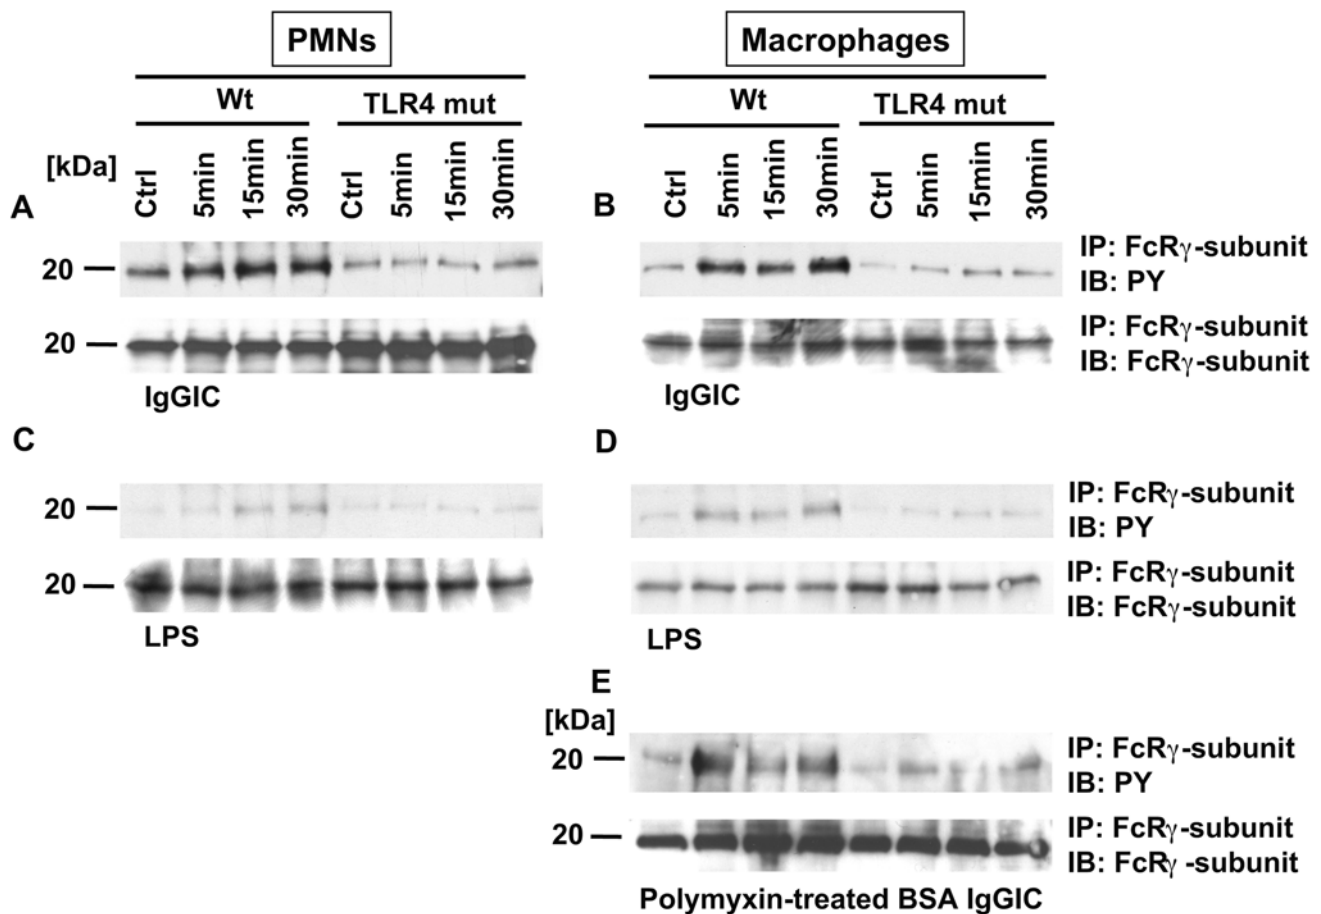 PMNs
Macrophages
Wt TLR4 mut
Wt TLR4 mut
[kDa]
Ctrl 5min 15min 30min Ctrl 5min 15min 30min
Ctrl 5min 15min 30min Ctrl 5min 15min 30min
A
20
20
IgGIC
B
IP: FcRγ-subunit
IB: PY
IP: FcRγ-subunit
IB: FcRγ-subunit
IgGIC
C
20
20
LPS
D
IP: FcRγ-subunit
IB: PY
IP: FcRγ-subunit
IB: FcRγ-subunit
LPS
E
[kDa]
20
IP: FcRγ-subunit
IB: PY
20
IP: FcRγ-subunit
IB: FcRγ -subunit
Polymyxin-treated BSA IgGIC